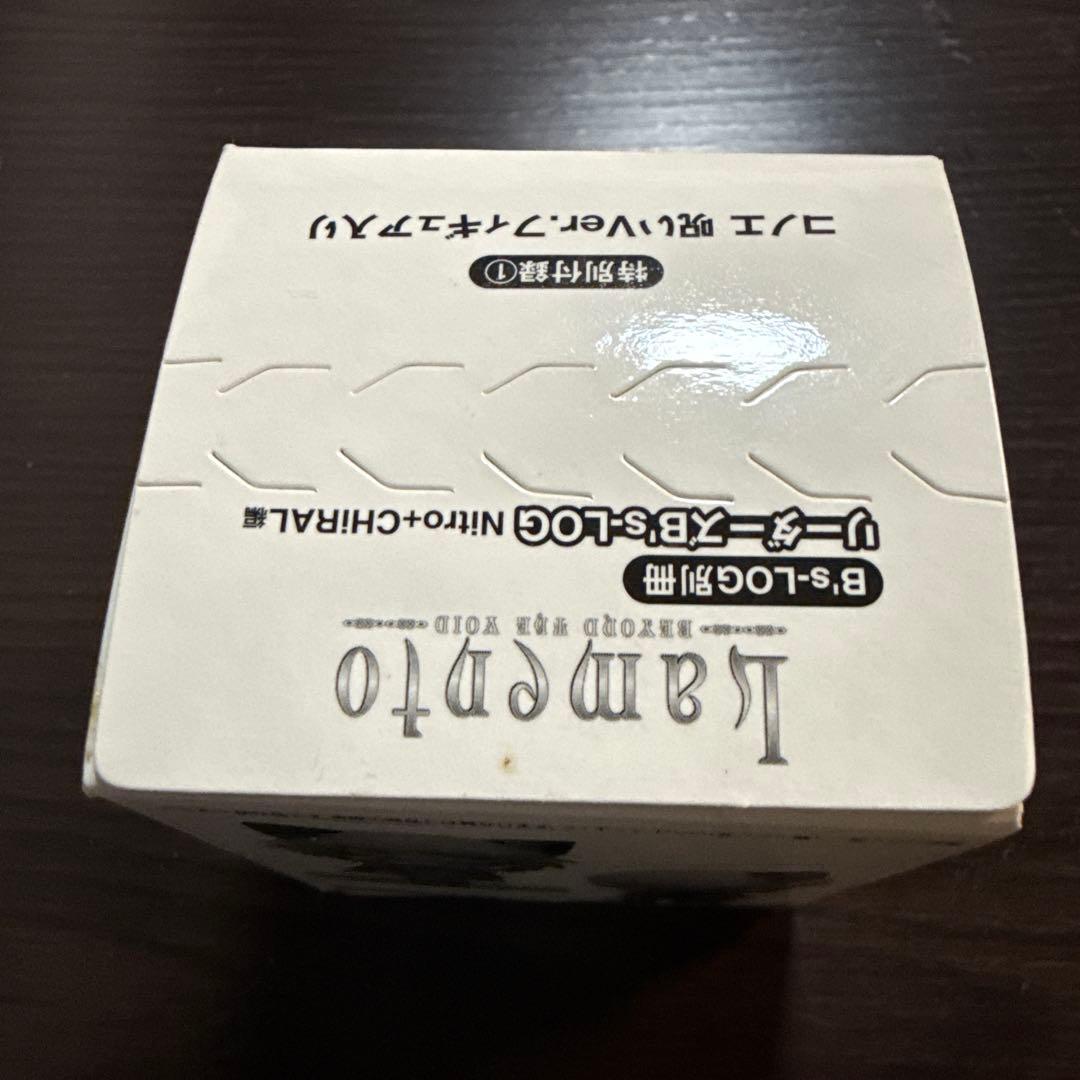 Lamento
BEYOND THE VOID
B's-LOG別冊
リーダーズB's-LOG Nitro+CHiRAL編
特別付録①
コノエ 呪いVer.フィギュア入り